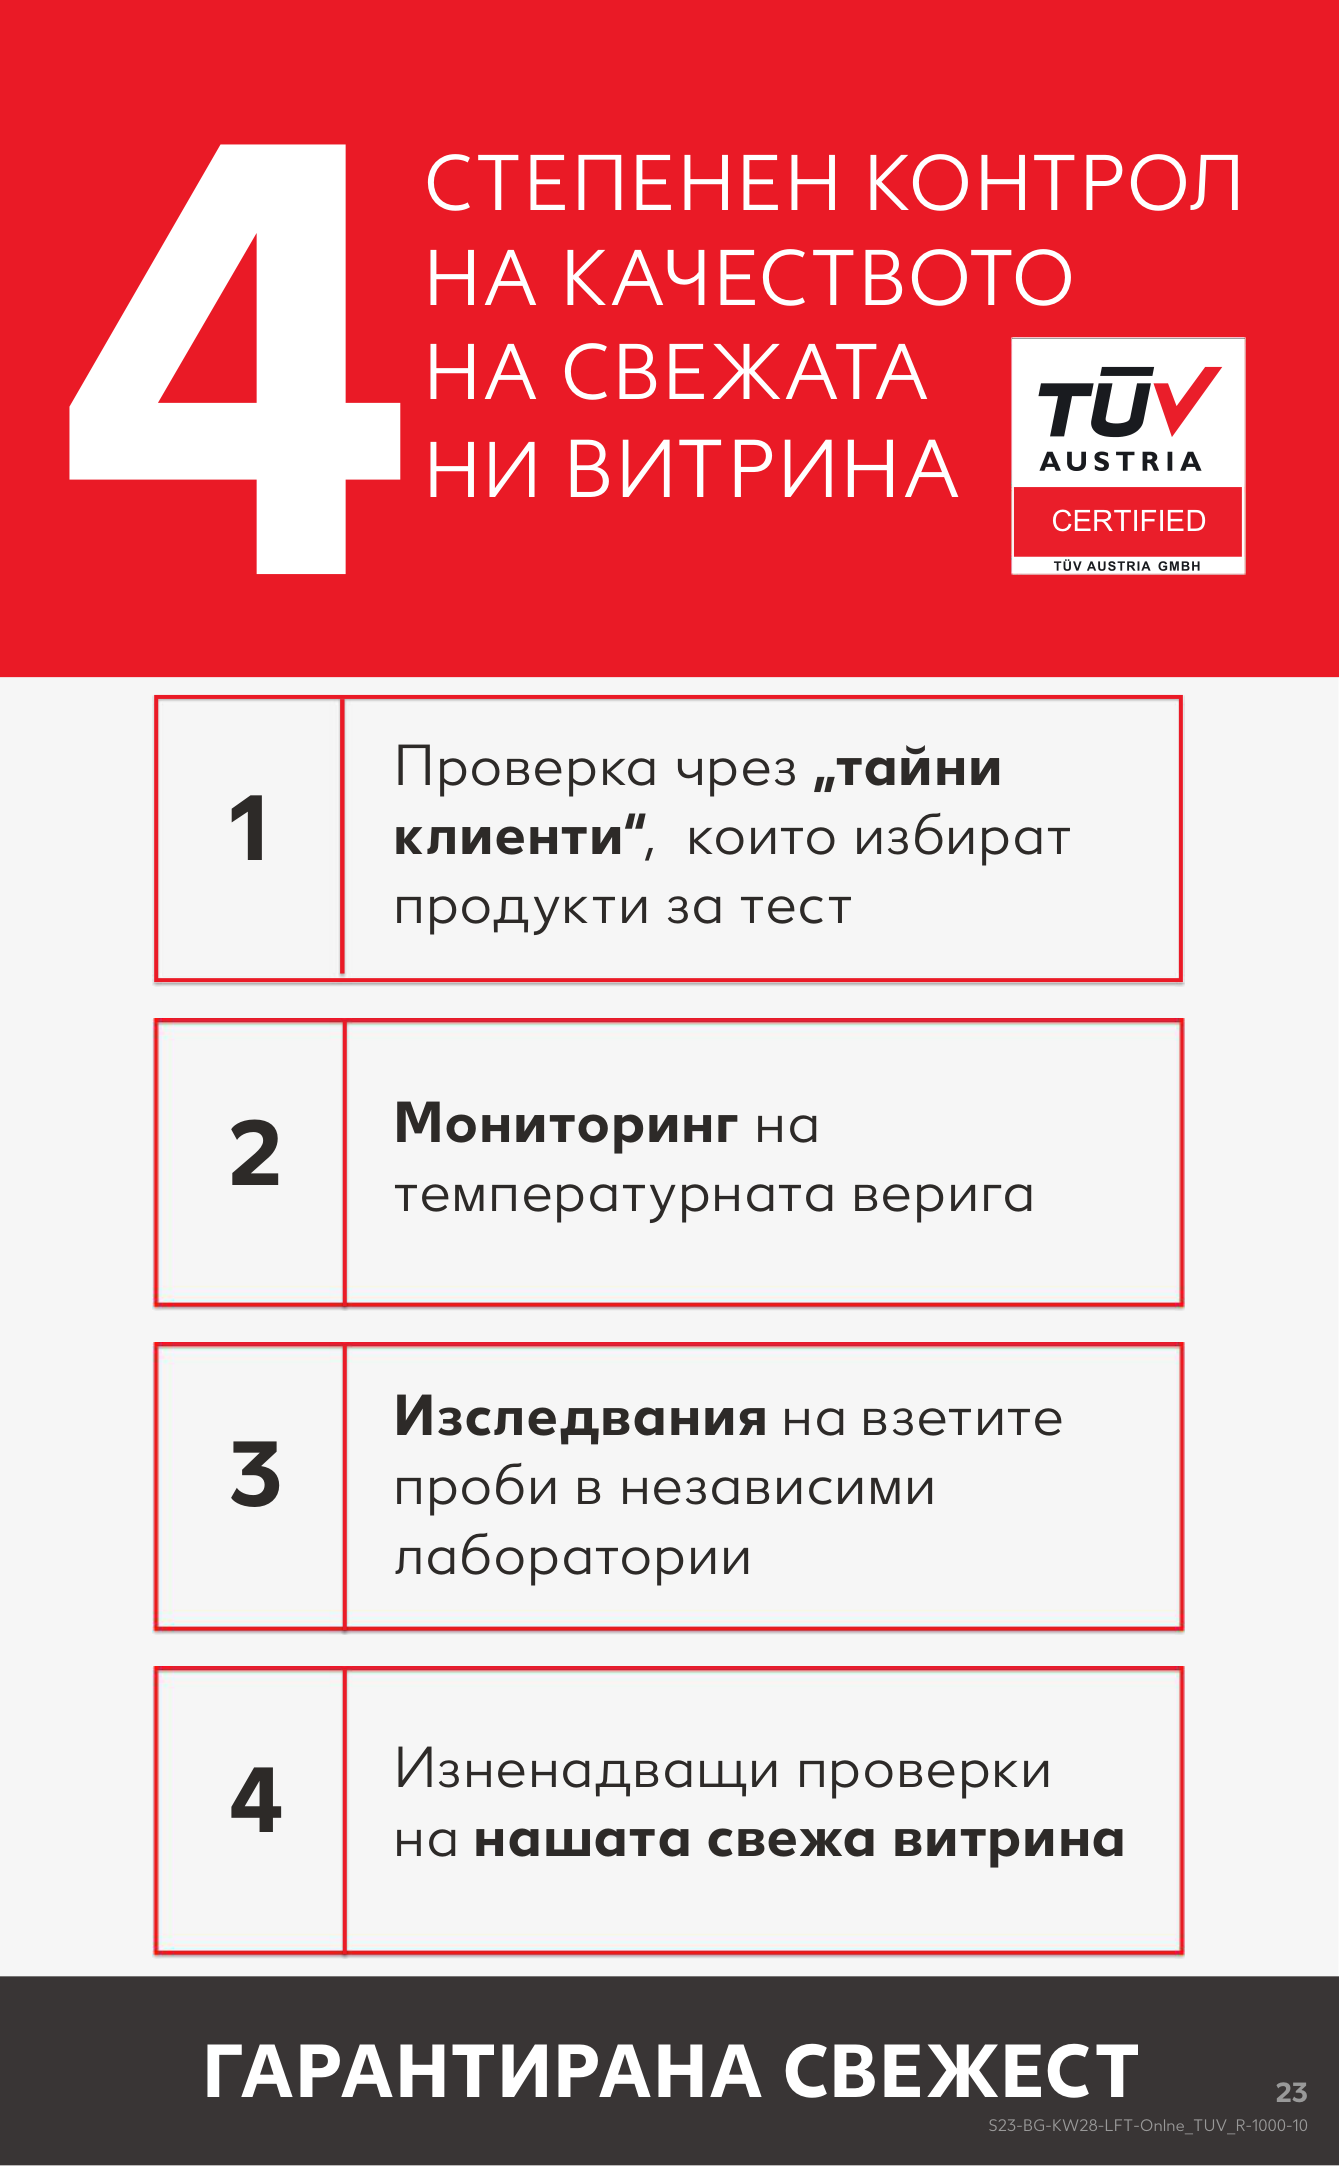 4
СТЕПЕНЕН КОНТРОЛ
НА КАЧЕСТВОТО
НА СВЕЖАТА
НИ ВИТРИНА
TÜV
AUSTRIA
CERTIFIED
TÜV AUSTRIA GMBH
1
Проверка чрез „тайни
клиенти“, които избират
продукти за тест
2
Мониторинг на
температурната верига
3
Изследвания на взетите
проби в независими
лаборатории
4
Изненадващи проверки
на нашата свежа витрина
ГАРАНТИРАНА СВЕЖЕСТ
23
S23-BG-KW28-LFT-Onlne_TUV_R-1000-10